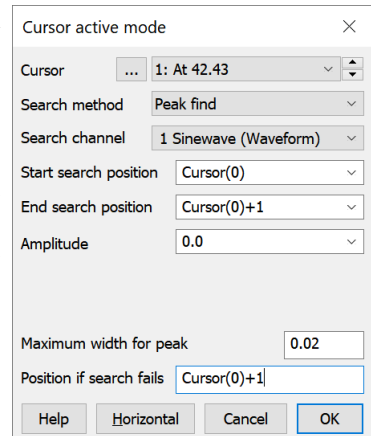 Cursor active mode
Cursor ... 1: At 42.43
Search method Peak find
Search channel 1 Sinewave (Waveform)
Start search position Cursor(0)
End search position Cursor(0)+1
Amplitude 0.0
Maximum width for peak 0.02
Position if search fails Cursor(0)+1
Help Horizontal Cancel OK